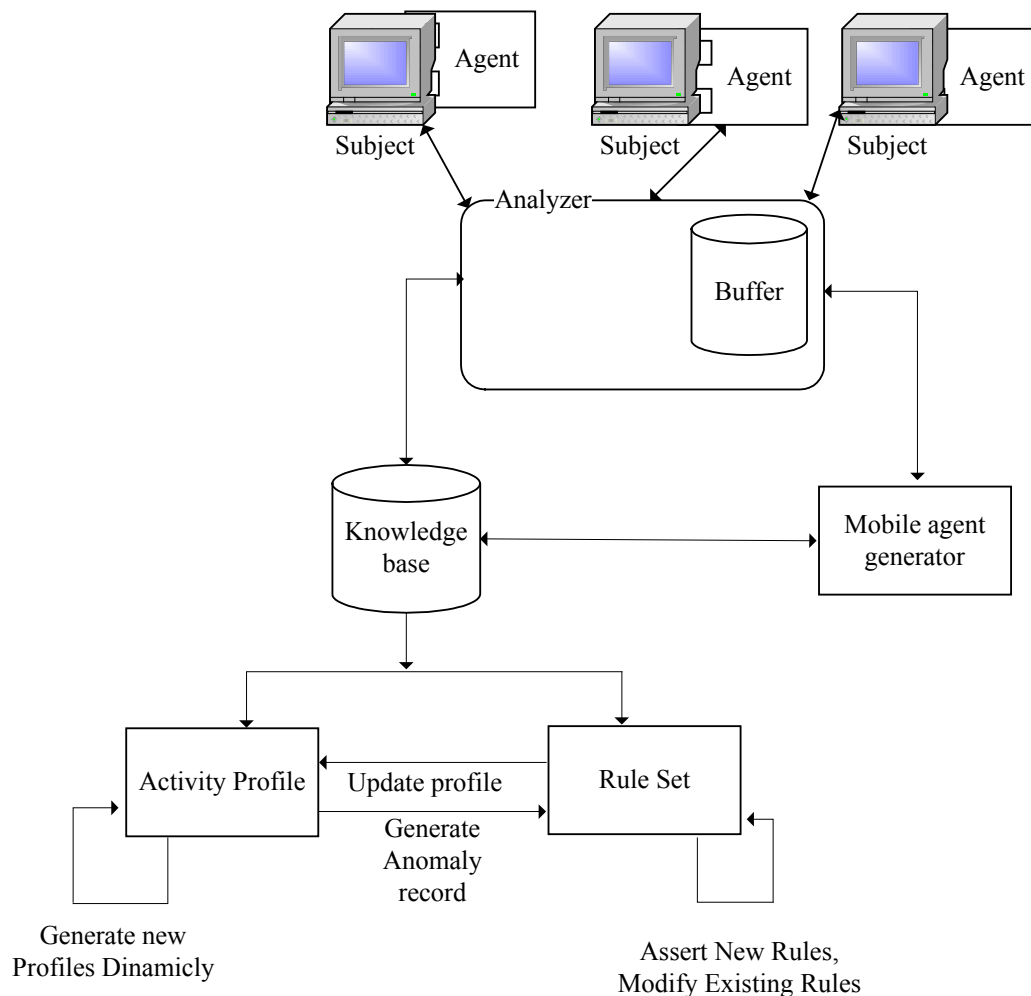 Agent
Agent
Agent
Subject
Subject
Subject
Analyzer
Buffer
Knowledge
base
Mobile agent
generator
Activity Profile
Update profile
Rule Set
Generate
Anomaly
record
Generate new
Profiles Dinamicly
Assert New Rules,
Modify Existing Rules